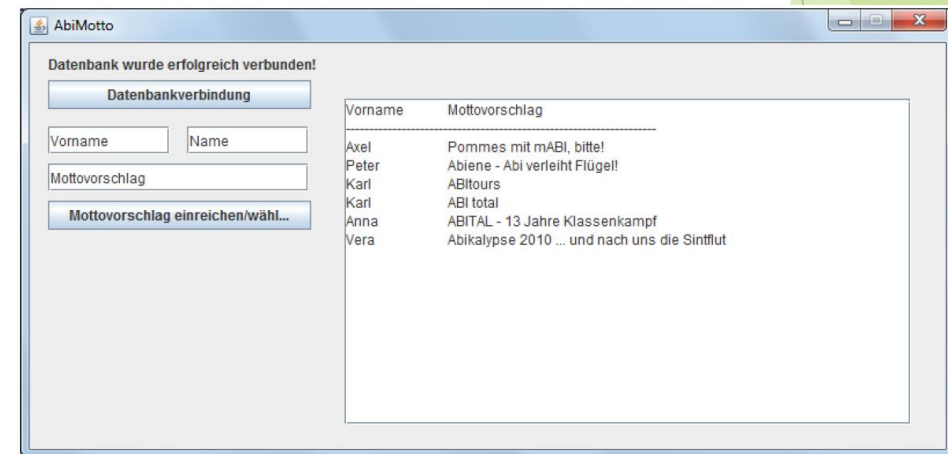 AbiMotto
Datenbank wurde erfolgreich verbunden!
Datenbankverbindung
Vorname Name
Mottovorschlag
Mottovorschlag einreichen/wähl...
Vorname Mottovorschlag
--------------------------------------------------------------------
Axel Pommes mit mABI, bitte!
Peter Abiene - Abi verleiht Flügel!
Karl ABItours
Karl ABI total
Anna ABITAL - 13 Jahre Klassenkampf
Vera Abikalypse 2010 ... und nach uns die Sintflut